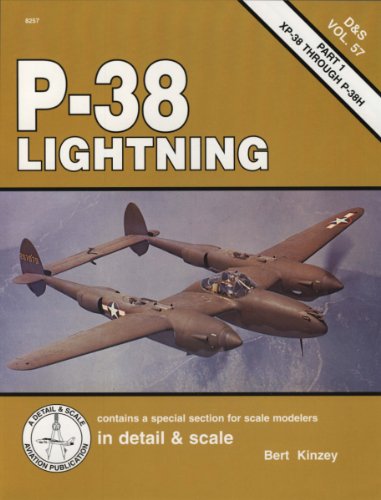 8257
D&S
VOL. 57
PART 1
XP-38 THROUGH P-38H
P-38
LIGHTNING
contains a special section for scale modelers
in detail & scale
Bert Kinzey
A DETAIL & SCALE
AVIATION PUBLICATION